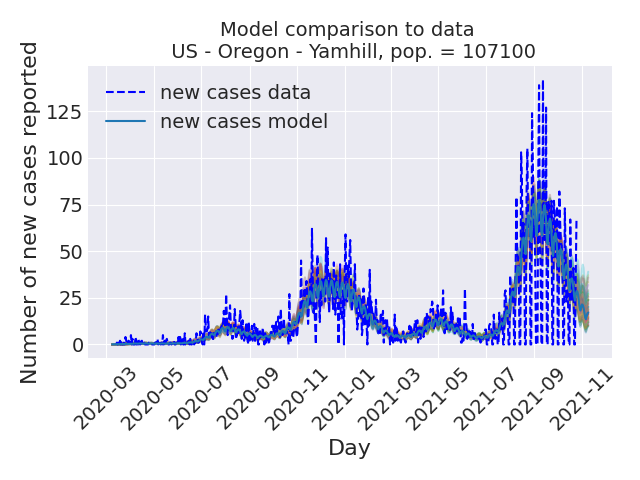 Model comparison to data
US - Oregon - Yamhill, pop. = 107100
Number of new cases reported
125
100
75
50
25
0
new cases data
new cases model
2020-03
2020-05
2020-07
2020-09
2020-11
2021-01
2021-03
2021-05
2021-07
2021-09
2021-11
Day